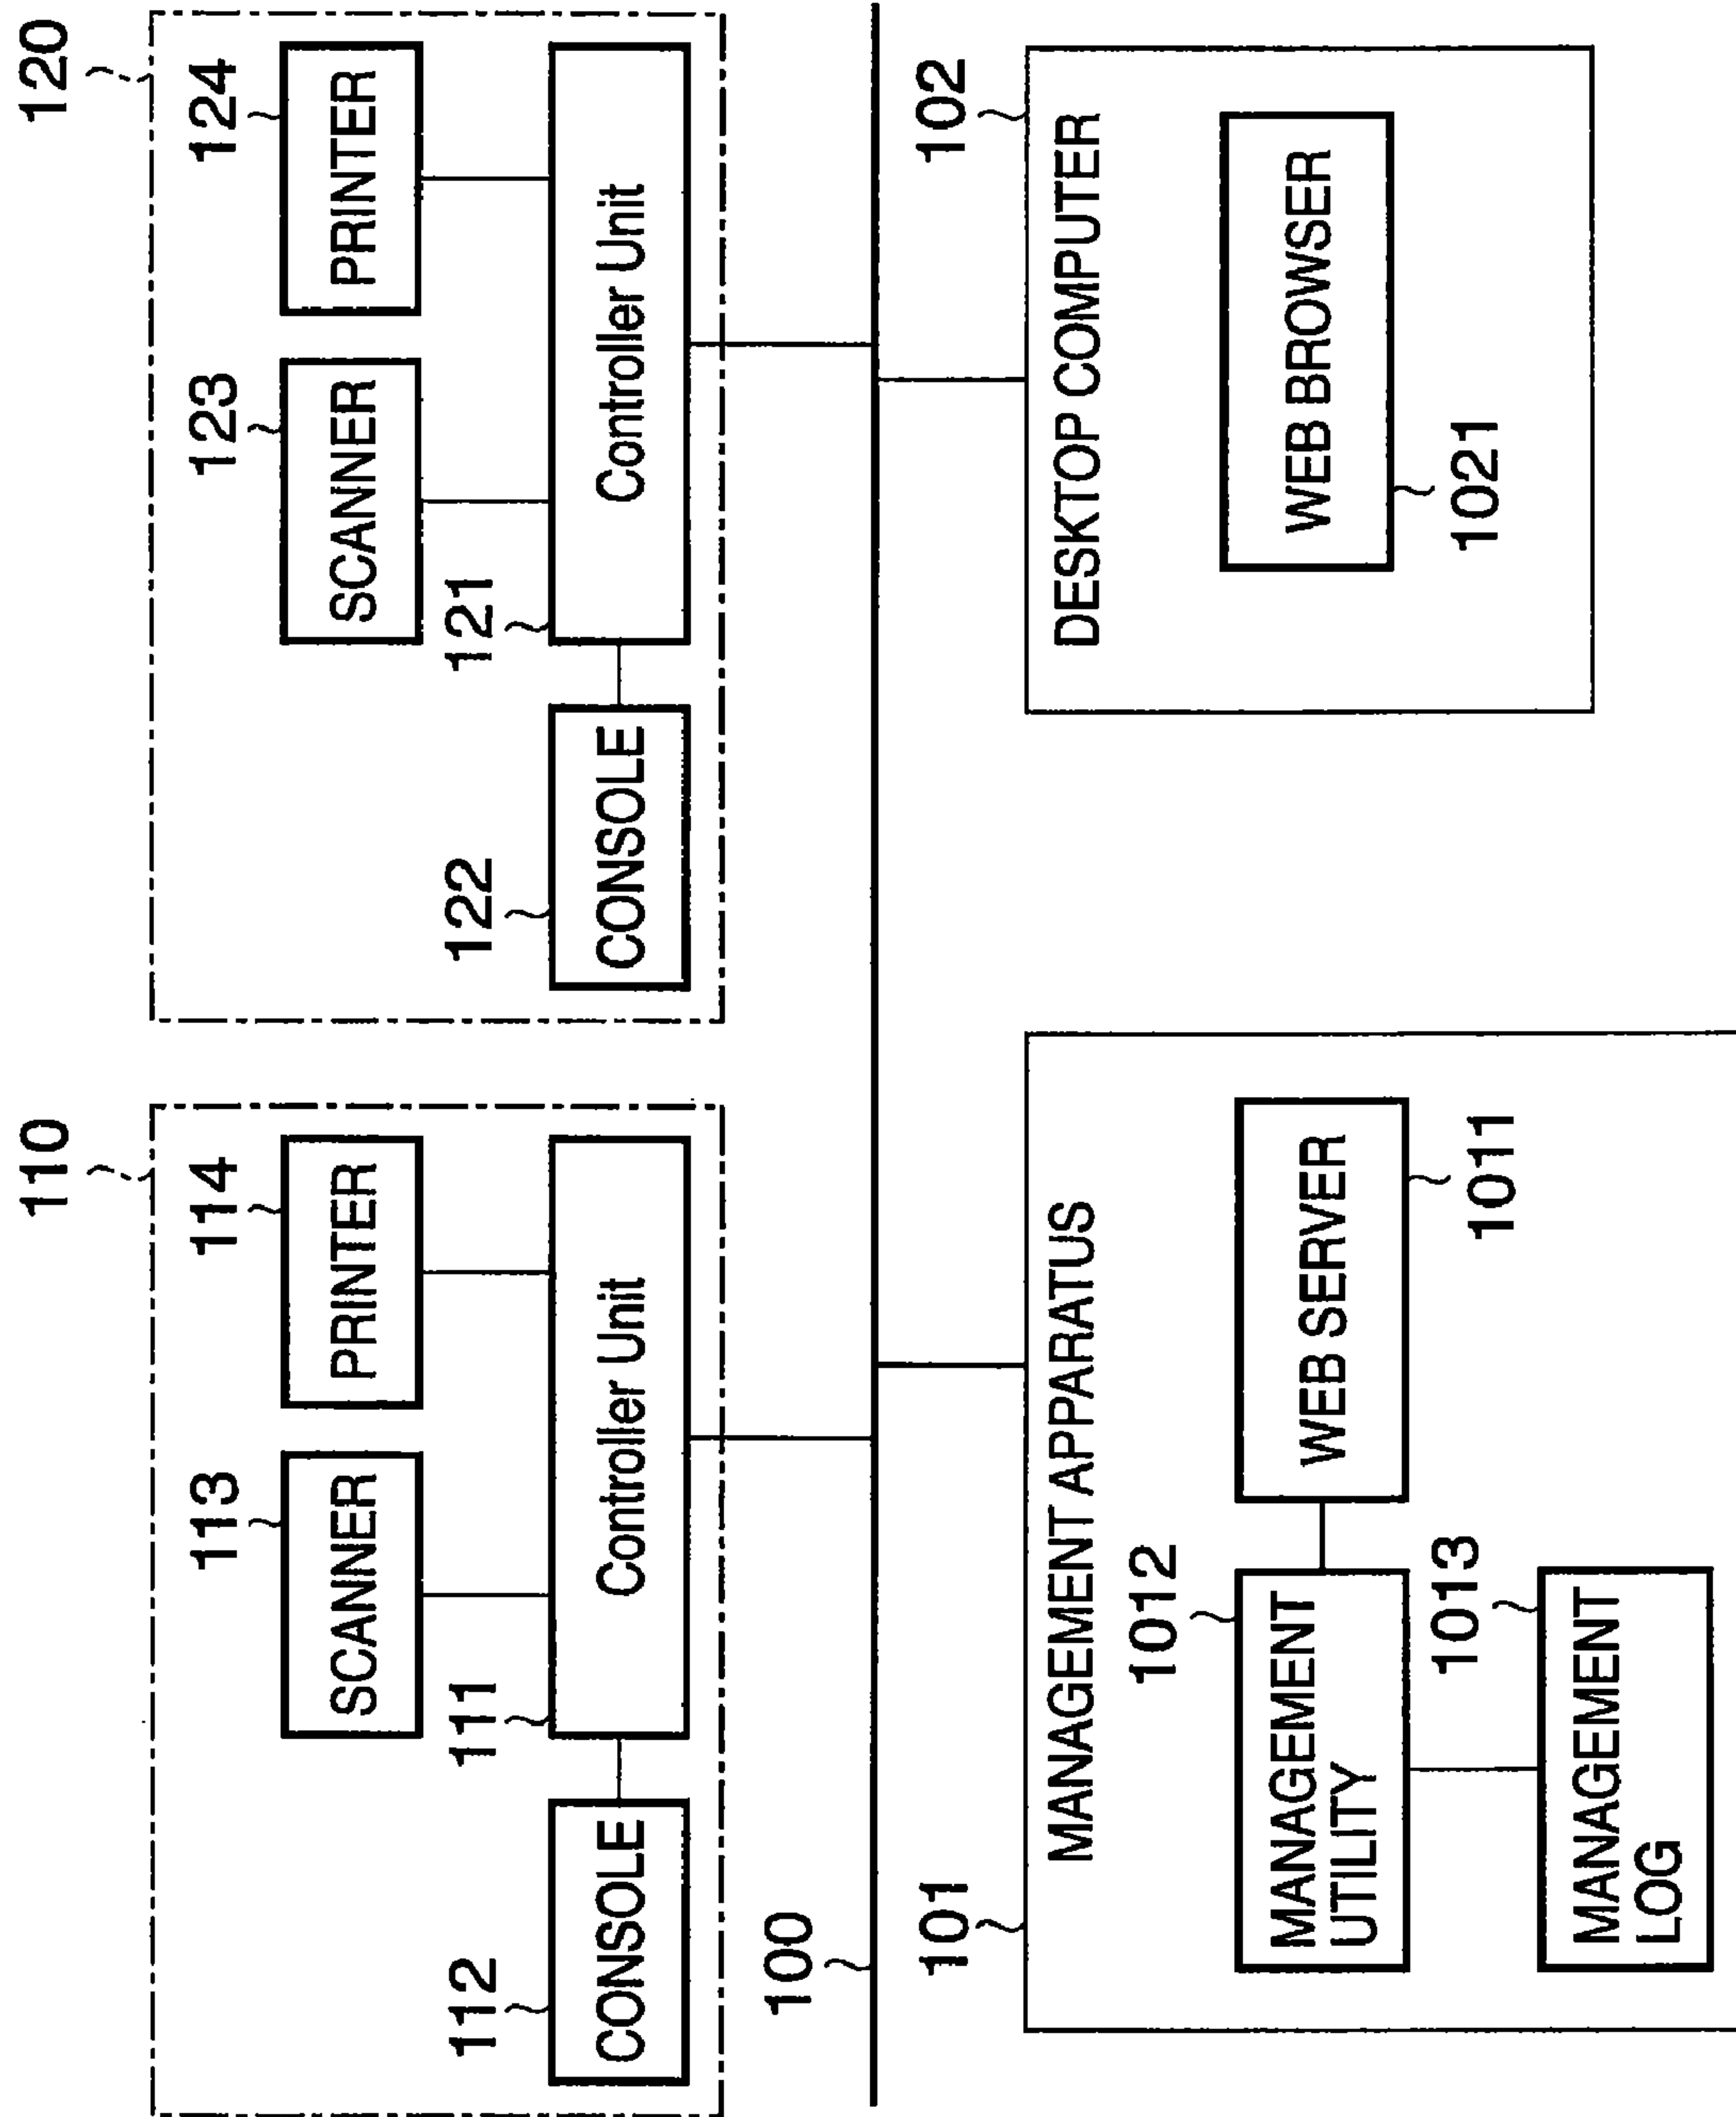 110
120
113
114
123
124
SCANNER
PRINTER
SCANNER
PRINTER
112
111
122
121
CONSOLE
Controller Unit
CONSOLE
Controller Unit
100
101
102
MANAGEMENT APPARATUS
DESKTOP COMPUTER
1012
MANAGEMENT
UTILITY
WEB SERVER
WEB BROWSER
1013
1011
1021
MANAGEMENT
LOG